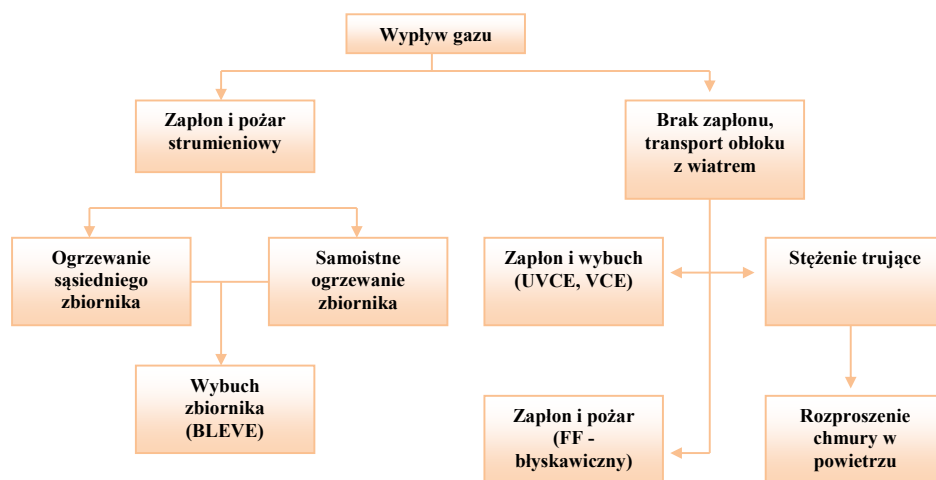 Wypływ gazu
Zapłon i pożar
strumieniowy
Brak zapłonu,
transport obłoku
z wiatrem
Ogrzewanie
sąsiedniego
zbiornika
Samoistne
ogrzewanie
zbiornika
Zapłon i wybuch
(UVCE, VCE)
Stężenie trujące
Wybuch
zbiornika
(BLEVE)
Zapłon i pożar
(FF -
błyskawiczny)
Rozproszenie
chmury w
powietrzu